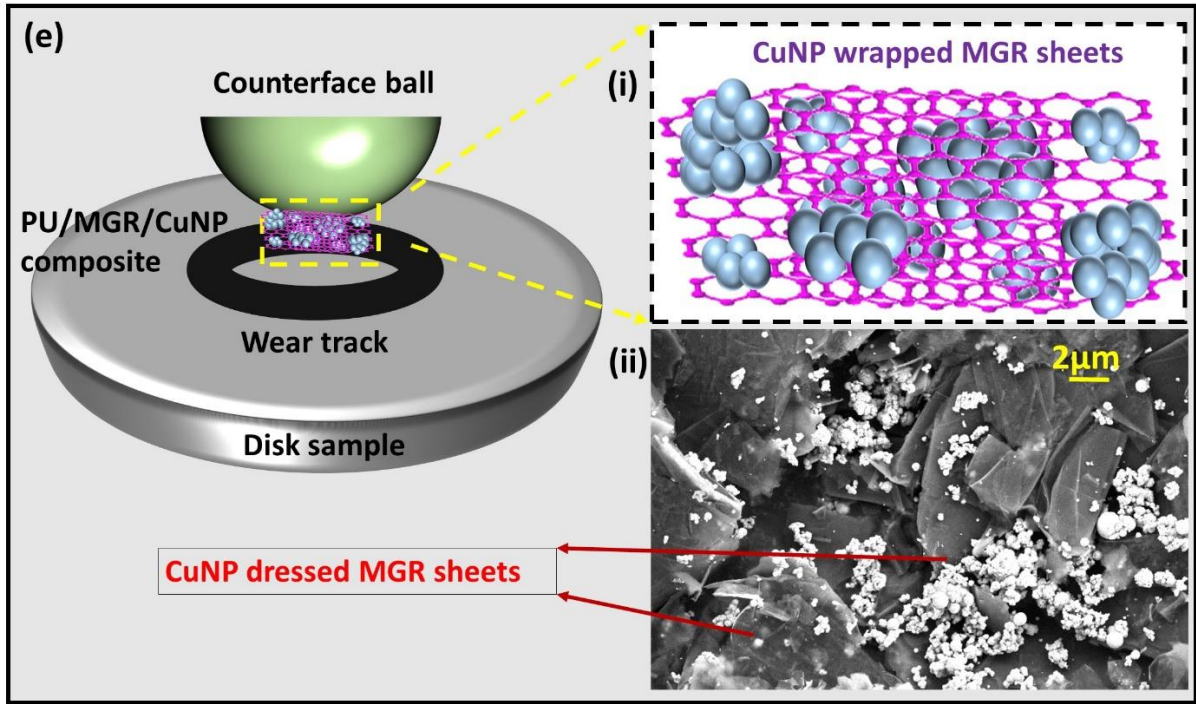 (e)
Counterface ball
PU/MGR/CuNP
composite
Wear track
Disk sample
(i)
CuNP wrapped MGR sheets
(ii)
2μm
CuNP dressed MGR sheets